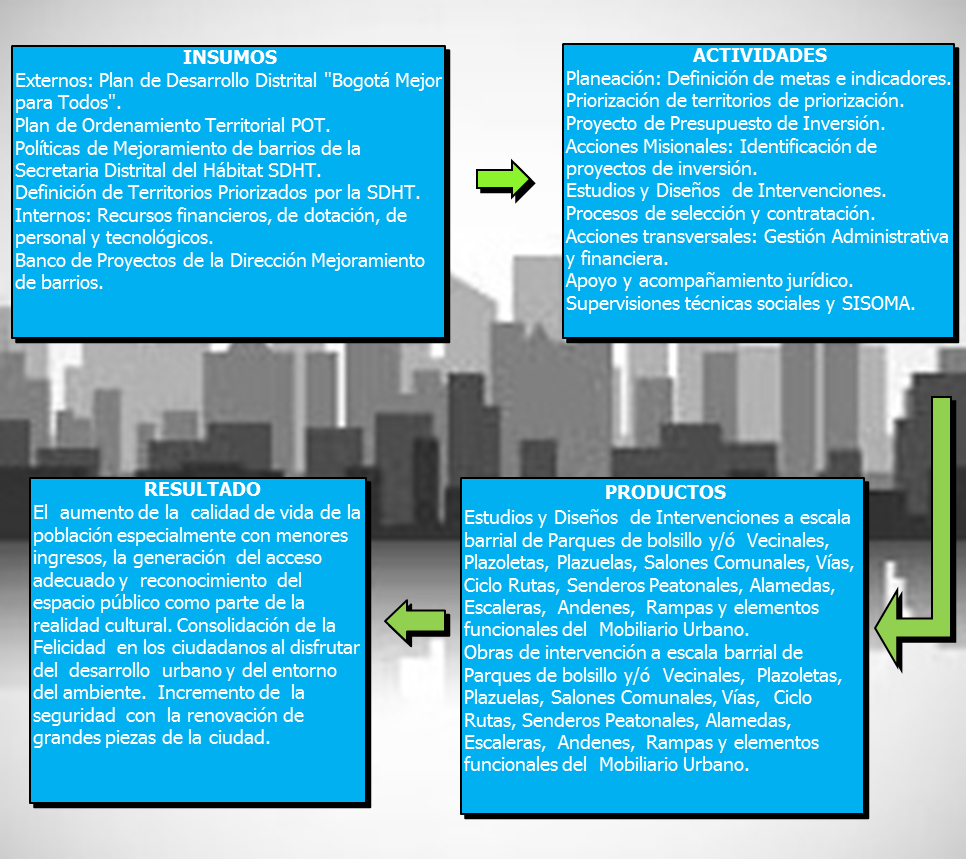 INSUMOS
Externos: Plan de Desarrollo Distrital "Bogotá Mejor
para Todos".
Plan de Ordenamiento Territorial POT.
Políticas de Mejoramiento de barrios de la
Secretaria Distrital del Hábitat SDHT.
Definición de Territorios Priorizados por la SDHT.
Internos: Recursos financieros, de dotación, de
personal y tecnológicos.
Banco de Proyectos de la Dirección Mejoramiento
de barrios.
ACTIVIDADES
Planeación: Definición de metas e indicadores.
Priorización de territorios de priorización.
Proyecto de Presupuesto de Inversión.
Acciones Misionales: Identificación de
proyectos de inversión.
Estudios y Diseños de Intervenciones.
Procesos de selección y contratación.
Acciones transversales: Gestión Administrativa
y financiera.
Apoyo y acompañamiento jurídico.
Supervisiones técnicas sociales y SISOMA.
PRODUCTOS
Estudios y Diseños de Intervenciones a escala
barrial de Parques de bolsillo y/ó Vecinales,
Plazoletas, Plazuelas, Salones Comunales, Vías,
Ciclo Rutas, Senderos Peatonales, Alamedas,
Escaleras, Andenes, Rampas y elementos
funcionales del Mobiliario Urbano.
Obras de intervención a escala barrial de
Parques de bolsillo y/ó Vecinales, Plazoletas,
Plazuelas, Salones Comunales, Vías, Ciclo
Rutas, Senderos Peatonales, Alamedas,
Escaleras, Andenes, Rampas y elementos
funcionales del Mobiliario Urbano.
RESULTADO
El aumento de la calidad de vida de la
población especialmente con menores
ingresos, la generación del acceso
adecuado y reconocimiento del
espacio público como parte de la
realidad cultural. Consolidación de la
Felicidad en los ciudadanos al disfrutar
del desarrollo urbano y del entorno
del ambiente. Incremento de la
seguridad con la renovación de
grandes piezas de la ciudad.